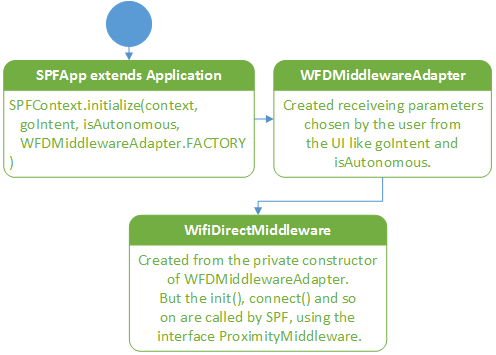 SPFApp extends Application
SPFContext.initialize(context,
goIntent, isAutonomous,
WFDMiddlewareAdapter.FACTORY
)
WFDMiddlewareAdapter
Created receiveing parameters
chosen by the user from
the UI like goIntent and
isAutonomous.
WifiDirectMiddleware
Created from the private constructor
of WFDMiddlewareAdapter.
But the init(), connect() and so
on are called by SPF, using the
interface ProximityMiddleware.